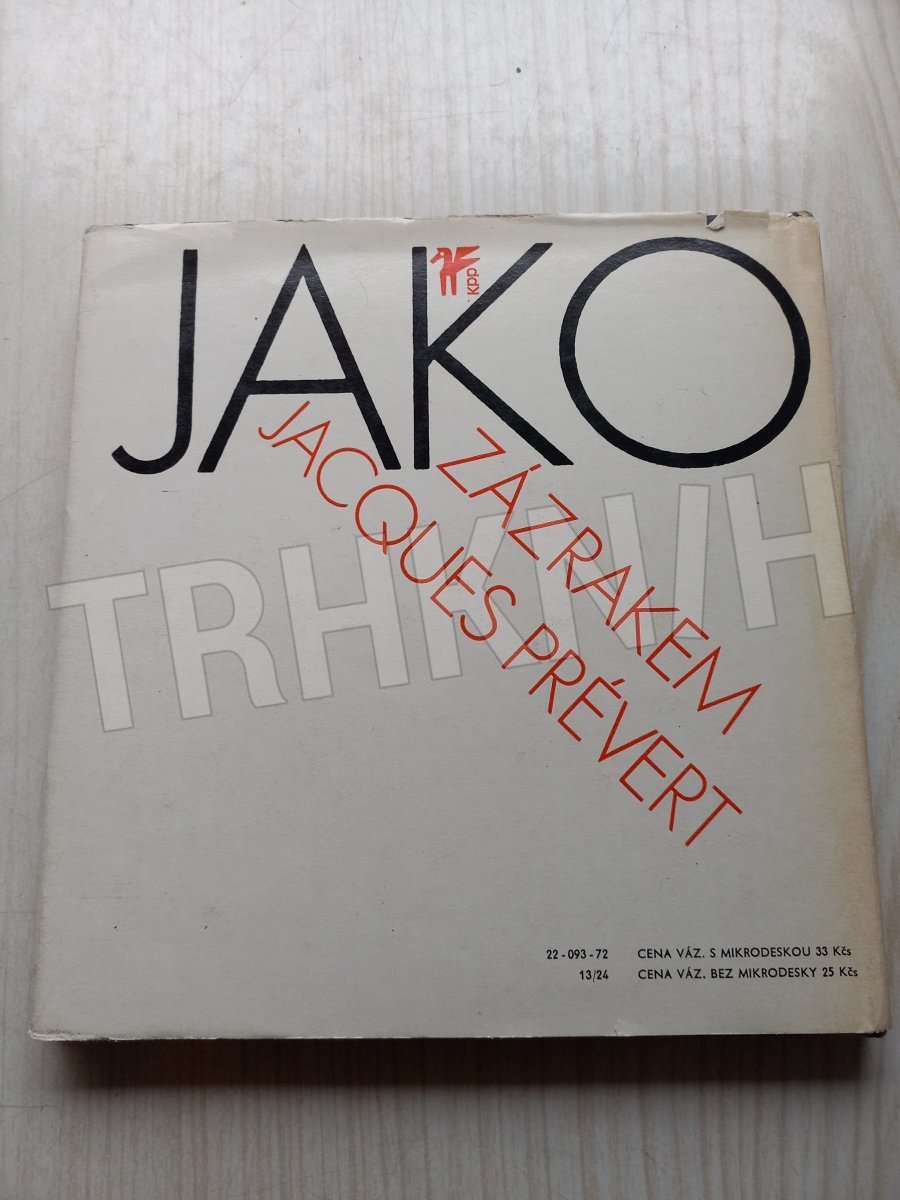 JAKO
kpp
ZÁZRAKEM
JACQUES PRÉVERT
TRHKNIH
22-093-72 CENA VÁZ. S MIKRODESKOU 33 Kčs
13/24 CENA VÁZ. BEZ MIKRODESKY 25 Kčs